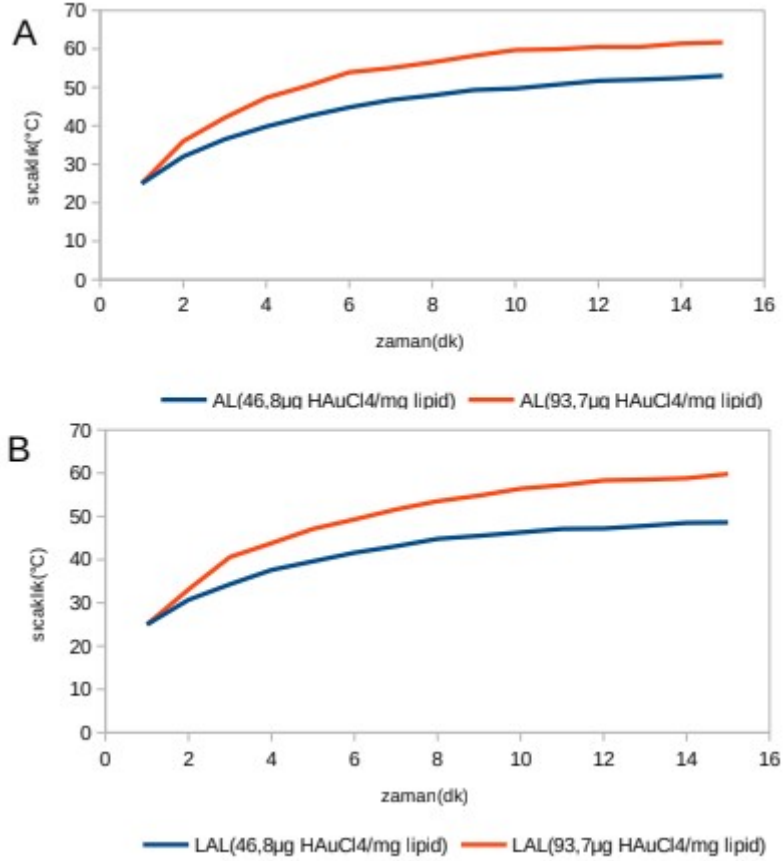 A
70
60
50
40
30
20
10
0
sıcaklık(°C)
0 2 4 6 8 10 12 14 16
zaman(dk)
AL(46,8µg HAuCl4/mg lipid) AL(93,7µg HAuCl4/mg lipid)
B
70
60
50
40
30
20
10
0
sıcaklık(°C)
0 2 4 6 8 10 12 14 16
zaman(dk)
LAL(46,8µg HAuCl4/mg lipid) LAL(93,7µg HAuCl4/mg lipid)